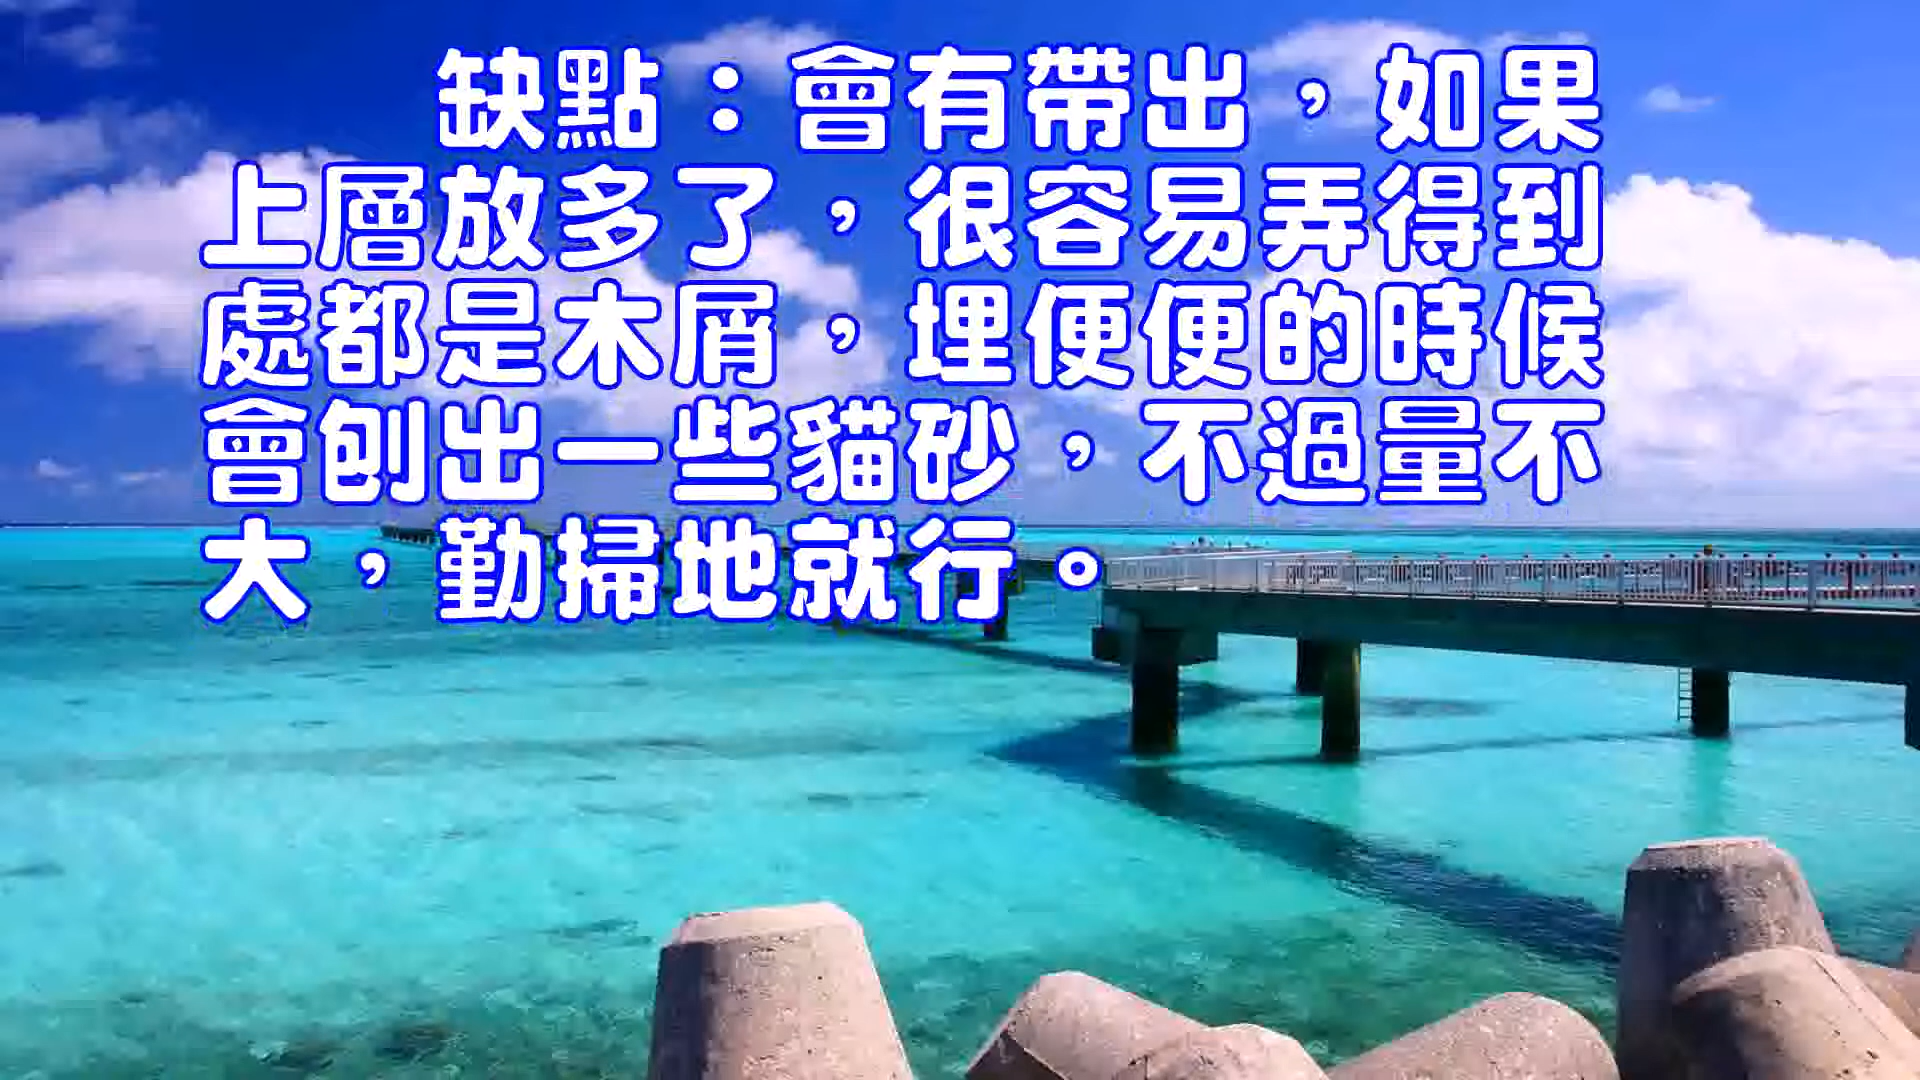 缺點：會有帶出，如果
上層放多了，很容易弄得到
處都是木屑，埋便便的時候
會刨出一些貓砂，不過量不
大，勤掃地就行。